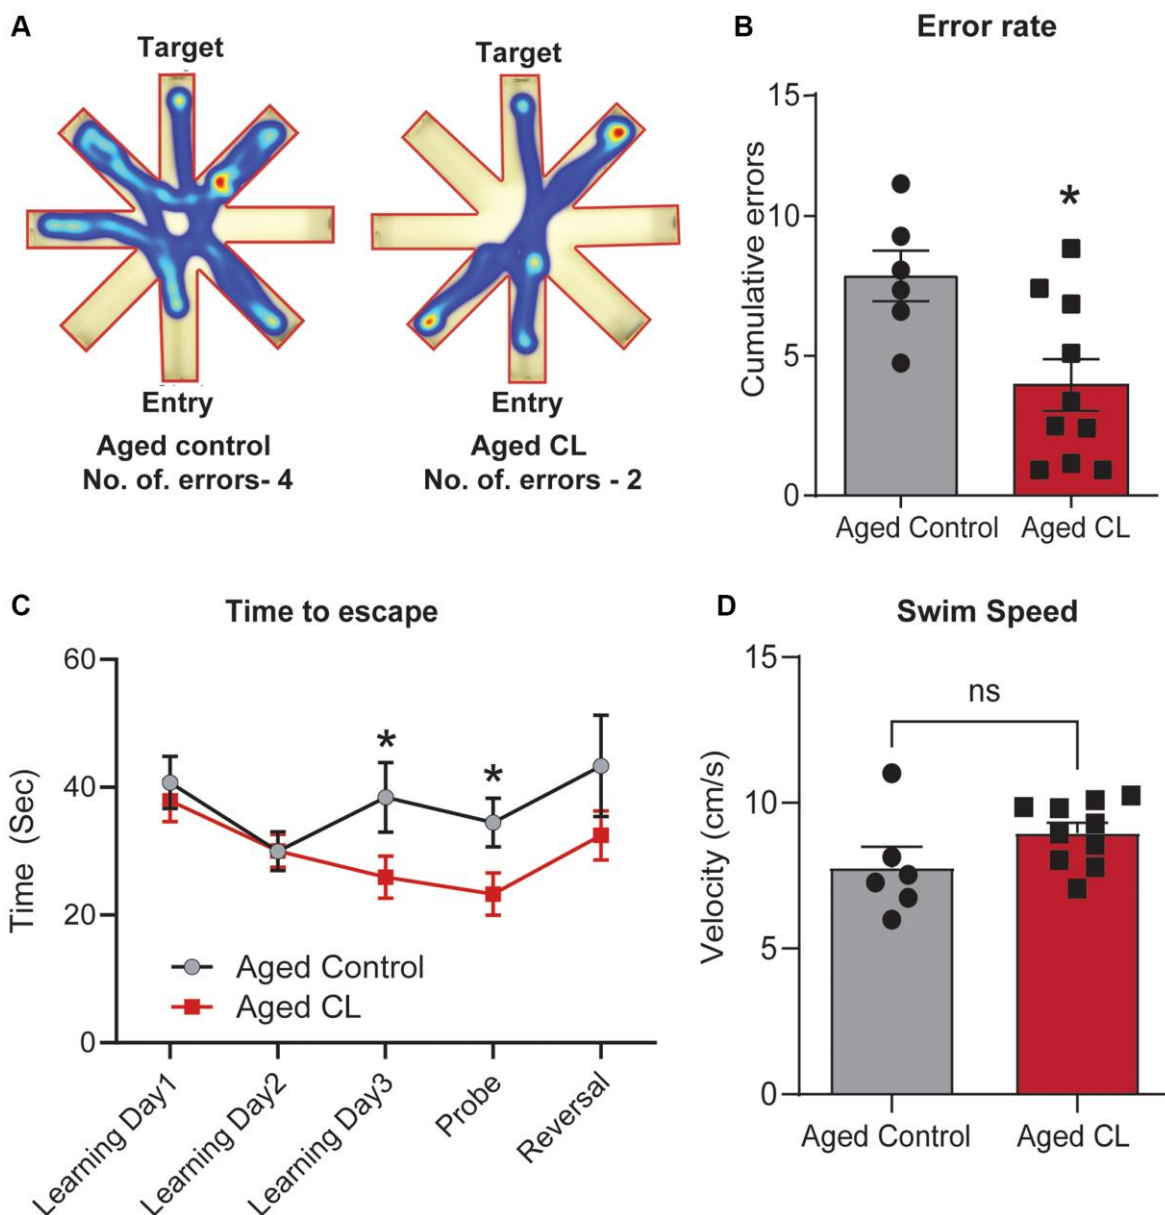 A
Target
Target
Entry
Entry
Aged control
No. of. errors- 4
Aged CL
No. of. errors - 2
B
Error rate
Cumulative errors
15
10
5
0
*
Aged Control
Aged CL
C
Time to escape
Time (Sec)
60
40
20
0
*
*
Aged Control
Aged CL
Learning Day1
Learning Day2
Learning Day3
Probe
Reversal
D
Swim Speed
Velocity (cm/s)
15
10
5
0
ns
Aged Control
Aged CL